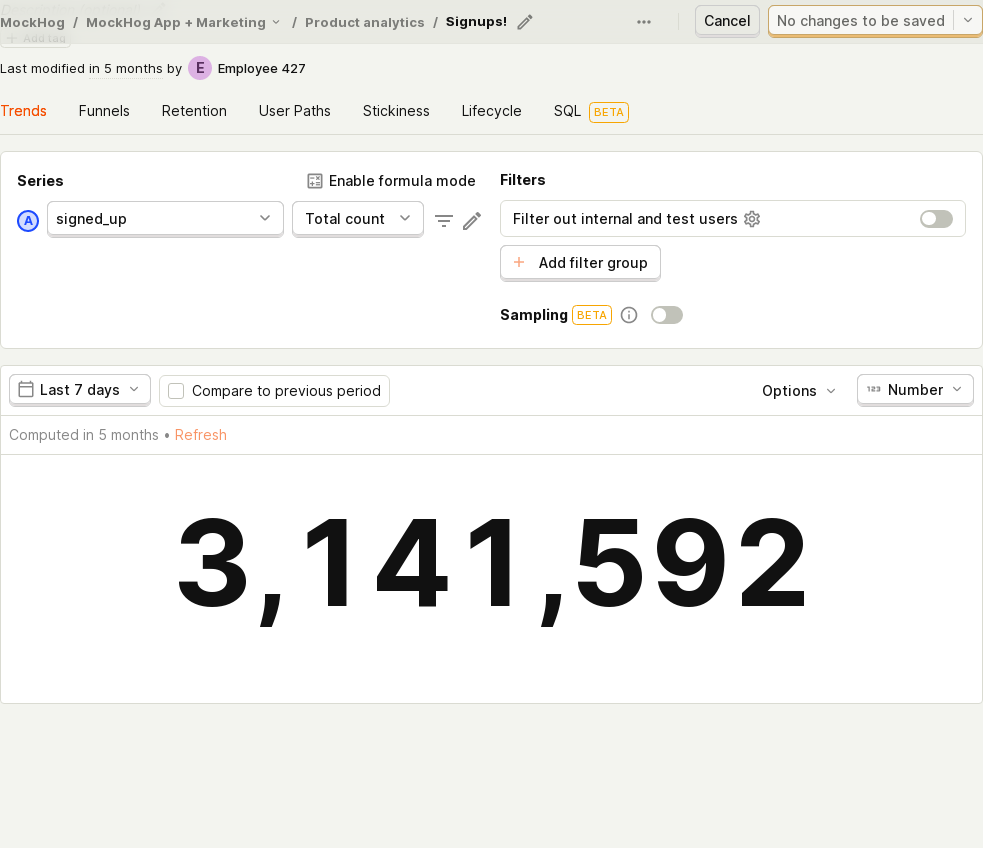 MockHog / MockHog App + Marketing / Product analytics / Signups!
Cancel
No changes to be saved
Add tag
Last modified in 5 months by E Employee 427
Trends Funnels Retention User Paths Stickiness Lifecycle SQL BETA
Series
Enable formula mode
A signed_up Total count
Filters
Filter out internal and test users
+ Add filter group
Sampling BETA
Last 7 days
Compare to previous period
Options
123 Number
Computed in 5 months • Refresh
3,141,592